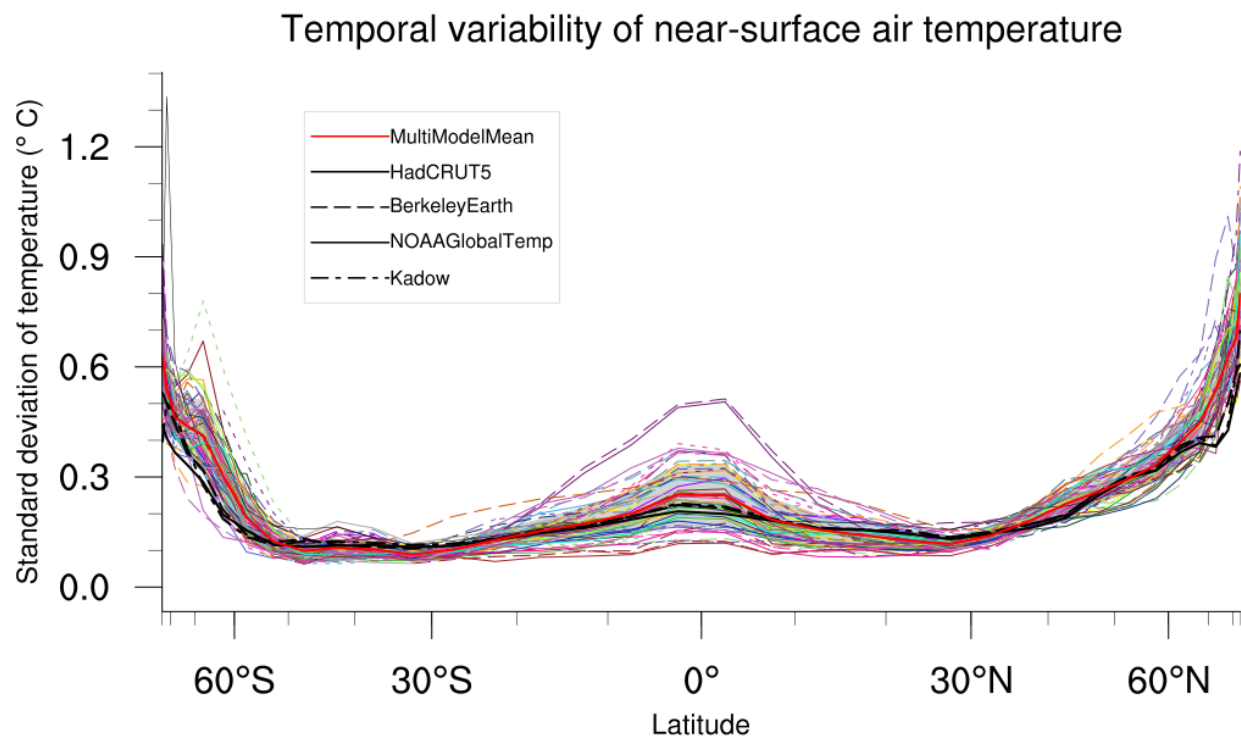 Temporal variability of near-surface air temperature
Standard deviation of temperature (° C)
1.2
0.9
0.6
0.3
0.0
MultiModelMean
HadCRUT5
BerkeleyEarth
NOAAGlobalTemp
Kadow
60°S 30°S 0° 30°N 60°N
Latitude